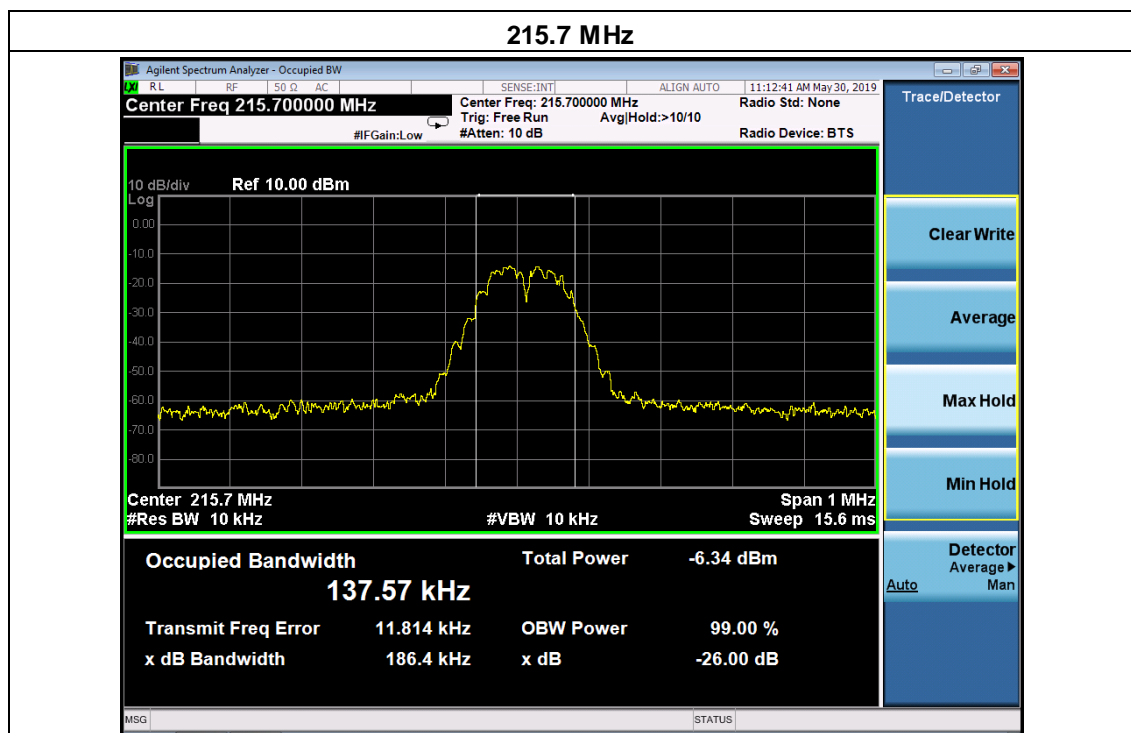 215.7 MHz
Agilent Spectrum Analyzer - Occupied BW
LXI RL RF 50 Ω AC SENSE:INT ALIGN AUTO 11:12:41 AM May 30, 2019
Center Freq 215.700000 MHz
#IFGain:Low
Center Freq: 215.700000 MHz
Trig: Free Run Avg|Hold:>10/10
#Atten: 10 dB
Radio Std: None
Radio Device: BTS
Trace/Detector
10 dB/div Ref 10.00 dBm
Log
0.00
-10.0
-20.0
-30.0
-40.0
-50.0
-60.0
-70.0
-80.0
Center 215.7 MHz Span 1 MHz
#Res BW 10 kHz #VBW 10 kHz Sweep 15.6 ms
Clear Write
Average
Max Hold
Min Hold
Detector
Average
Auto Man
Occupied Bandwidth Total Power -6.34 dBm
137.57 kHz
Transmit Freq Error 11.814 kHz OBW Power 99.00 %
x dB Bandwidth 186.4 kHz x dB -26.00 dB
MSG STATUS